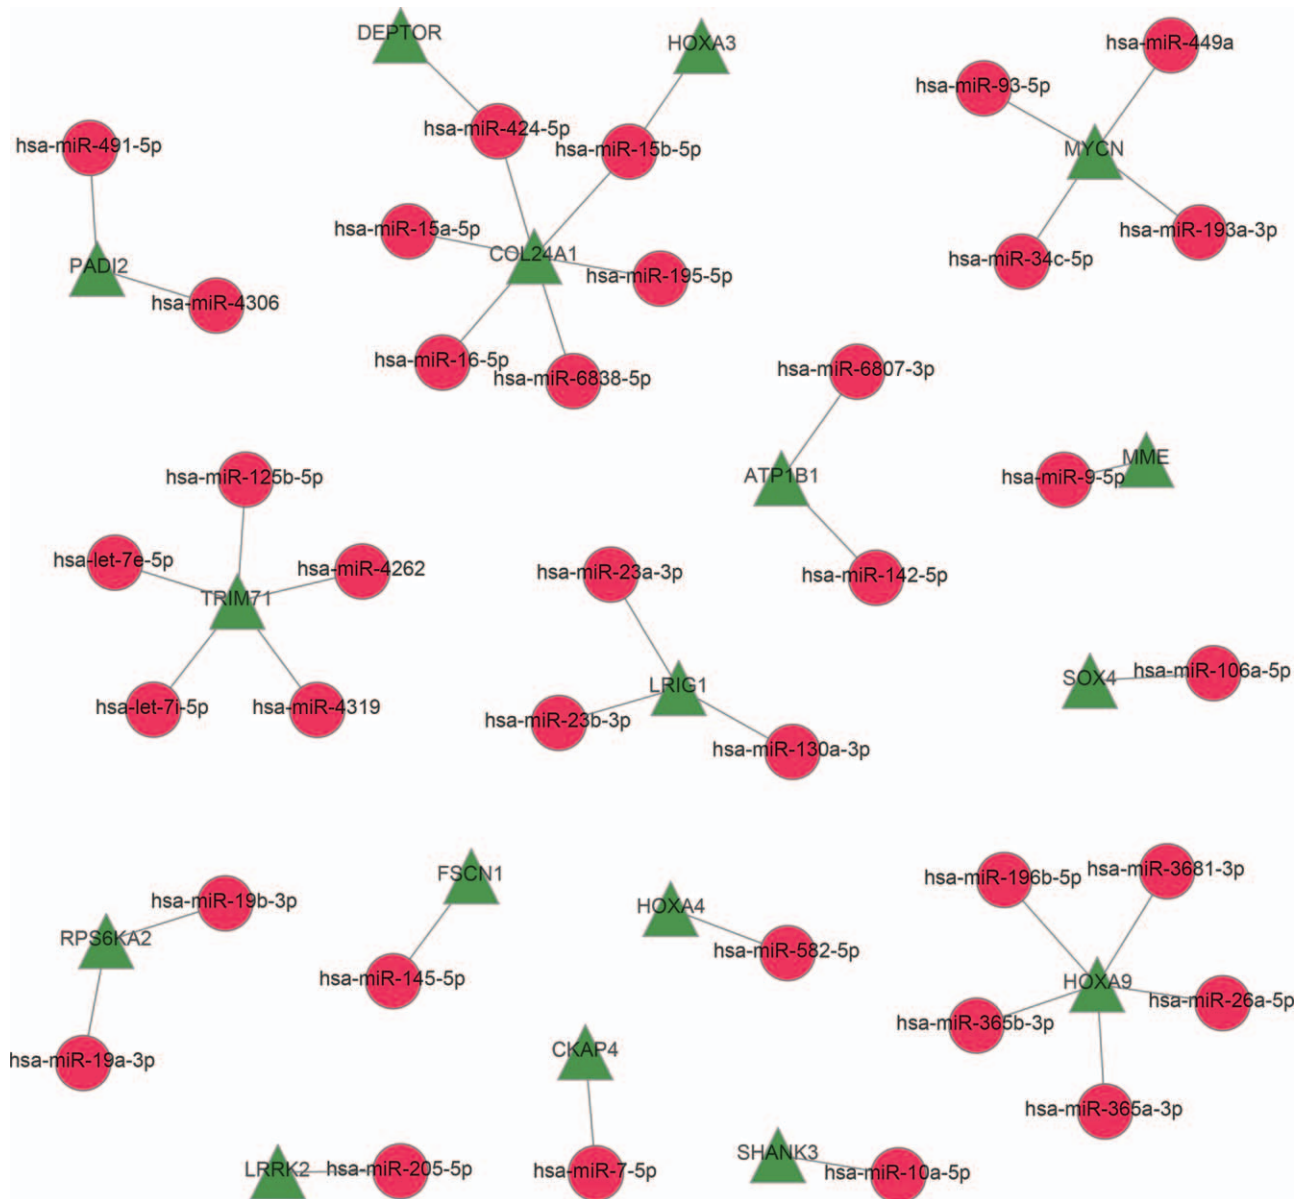 DEPTOR
HOXA3
hsa-miR-449a
hsa-miR-93-5p
hsa-miR-424-5p
hsa-miR-491-5p
hsa-miR-15b-5p
MYCN
hsa-miR-15a-5p
hsa-miR-193a-3p
COL24A1
hsa-miR-34c-5p
PADI2
hsa-miR-195-5p
hsa-miR-4306
hsa-miR-16-5p
hsa-miR-6838-5p
hsa-miR-6807-3p
MME
ATP1B1
hsa-miR-9-5p
hsa-miR-125b-5p
hsa-let-7e-5p
hsa-miR-4262
hsa-miR-23a-3p
hsa-miR-142-5p
TRIM71
hsa-miR-106a-5p
SOX4
LRIG1
hsa-let-7i-5p
hsa-miR-4319
hsa-miR-23b-3p
hsa-miR-130a-3p
FSCN1
hsa-miR-196b-5p
hsa-miR-3681-3p
hsa-miR-19b-3p
HOXA4
RPS6KA2
hsa-miR-582-5p
hsa-miR-145-5p
HOXA9
hsa-miR-26a-5p
hsa-miR-365b-3p
CKAP4
hsa-miR-19a-3p
hsa-miR-365a-3p
SHANK3
LRRK2
hsa-miR-205-5p
hsa-miR-7-5p
hsa-miR-10a-5p